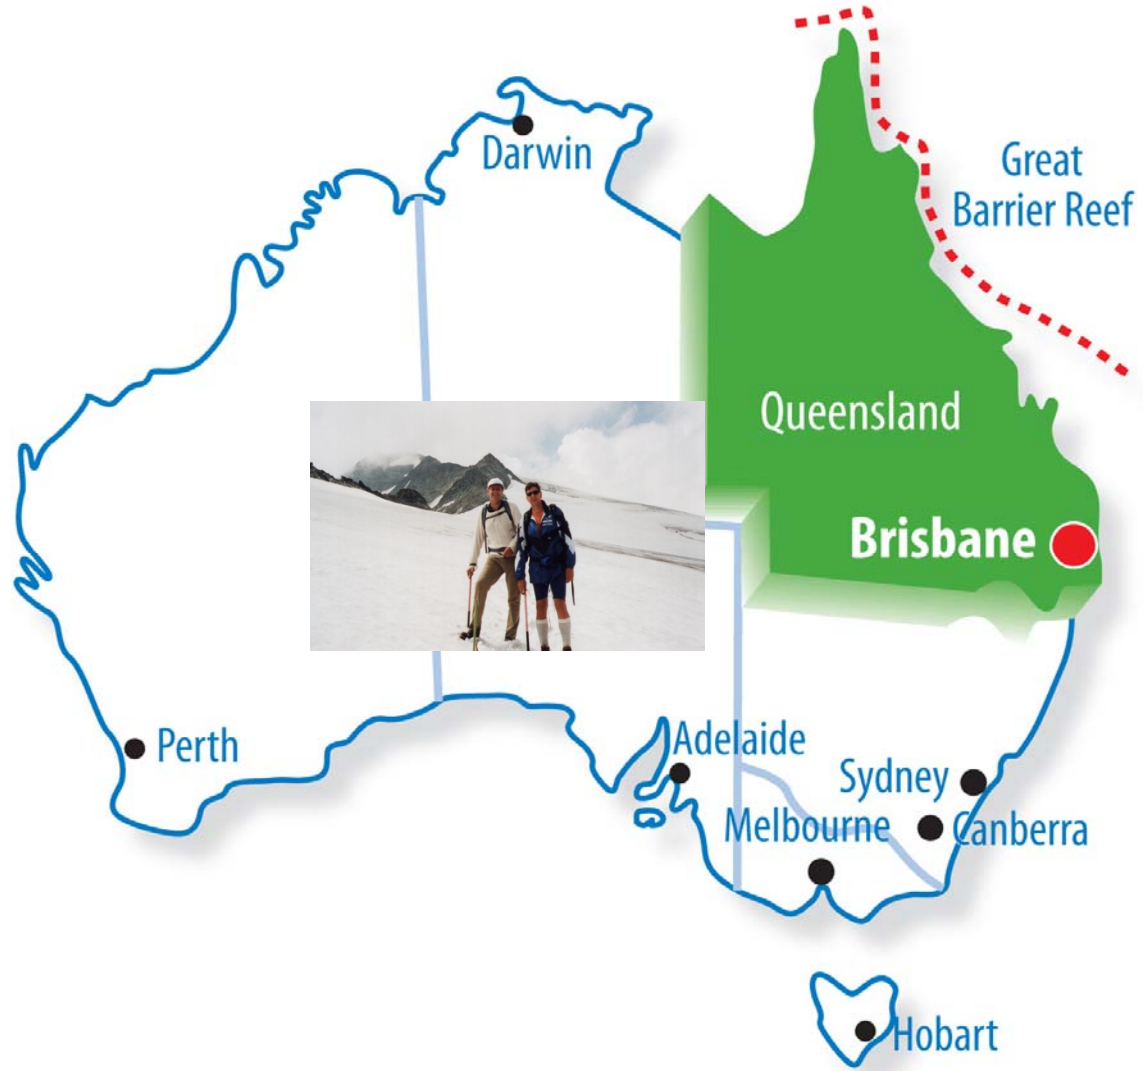 Darwin
Great
Barrier Reef
Queensland
Brisbane
Perth
Adelaide
Sydney
Melbourne
Canberra
Hobart